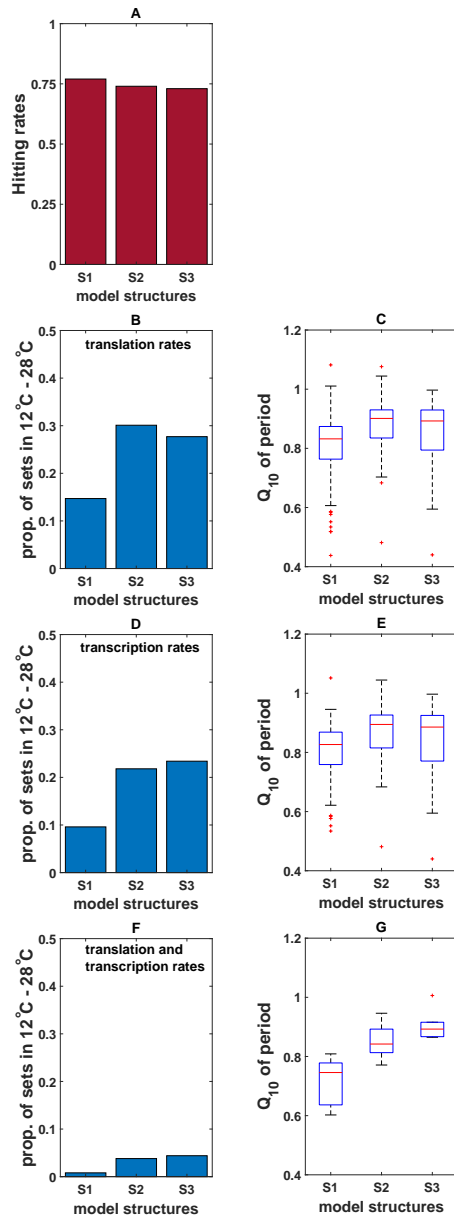 A
1
0.75
0.5
0.25
0
Hitting rates
S1 S2 S3
model structures
B
translation rates
0.5
0.4
0.3
0.2
0.1
0
prop. of sets in 12°C - 28°C
S1 S2 S3
model structures
C
1.2
1
0.8
0.6
0.4
Q10 of period
S1 S2 S3
model structures
D
transcription rates
0.5
0.4
0.3
0.2
0.1
0
prop. of sets in 12°C - 28°C
S1 S2 S3
model structures
E
1.2
1
0.8
0.6
0.4
Q10 of period
S1 S2 S3
model structures
F
translation and
transcription rates
0.5
0.4
0.3
0.2
0.1
0
prop. of sets in 12°C - 28°C
S1 S2 S3
model structures
G
1.2
1
0.8
0.6
0.4
Q10 of period
S1 S2 S3
model structures